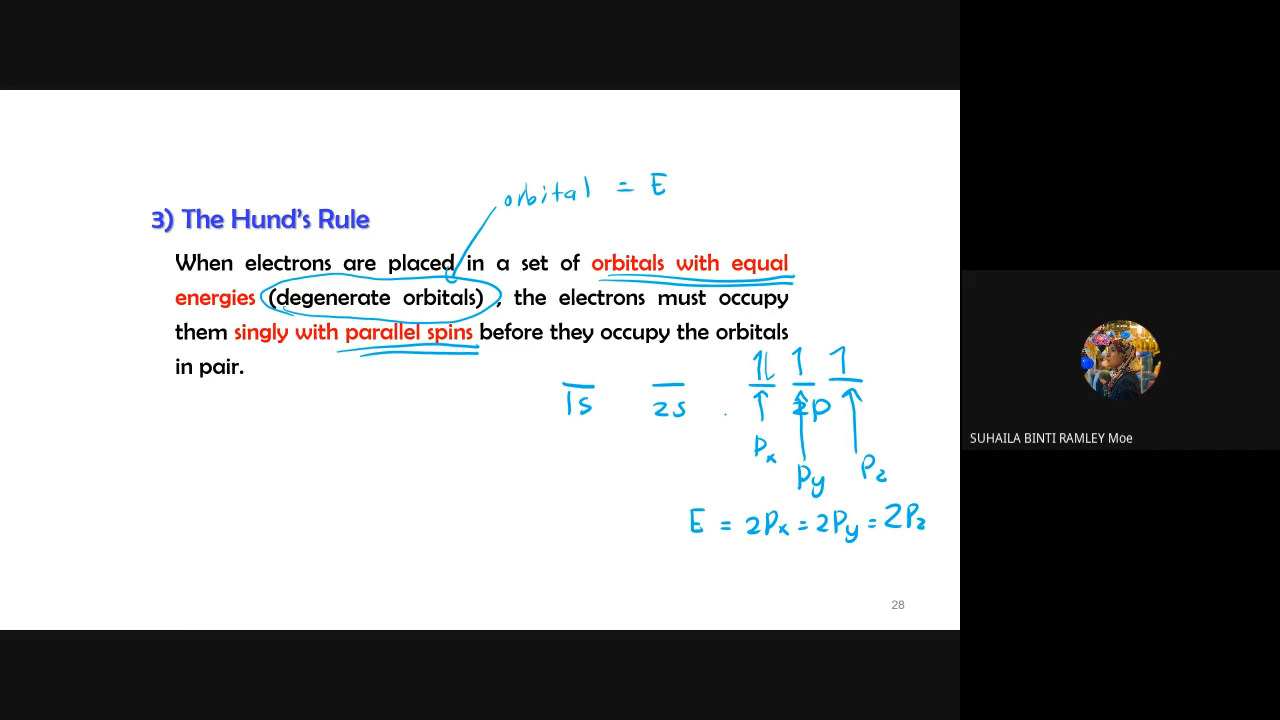 orbital = E
3) The Hund's Rule
When electrons are placed in a set of orbitals with equal
energies (degenerate orbitals) , the electrons must occupy
them singly with parallel spins before they occupy the orbitals
in pair.
1s 2s 2p
Px Py Pz
E = 2Px = 2Py = 2Pz
28
SUHAILA BINTI RAMLEY Moe